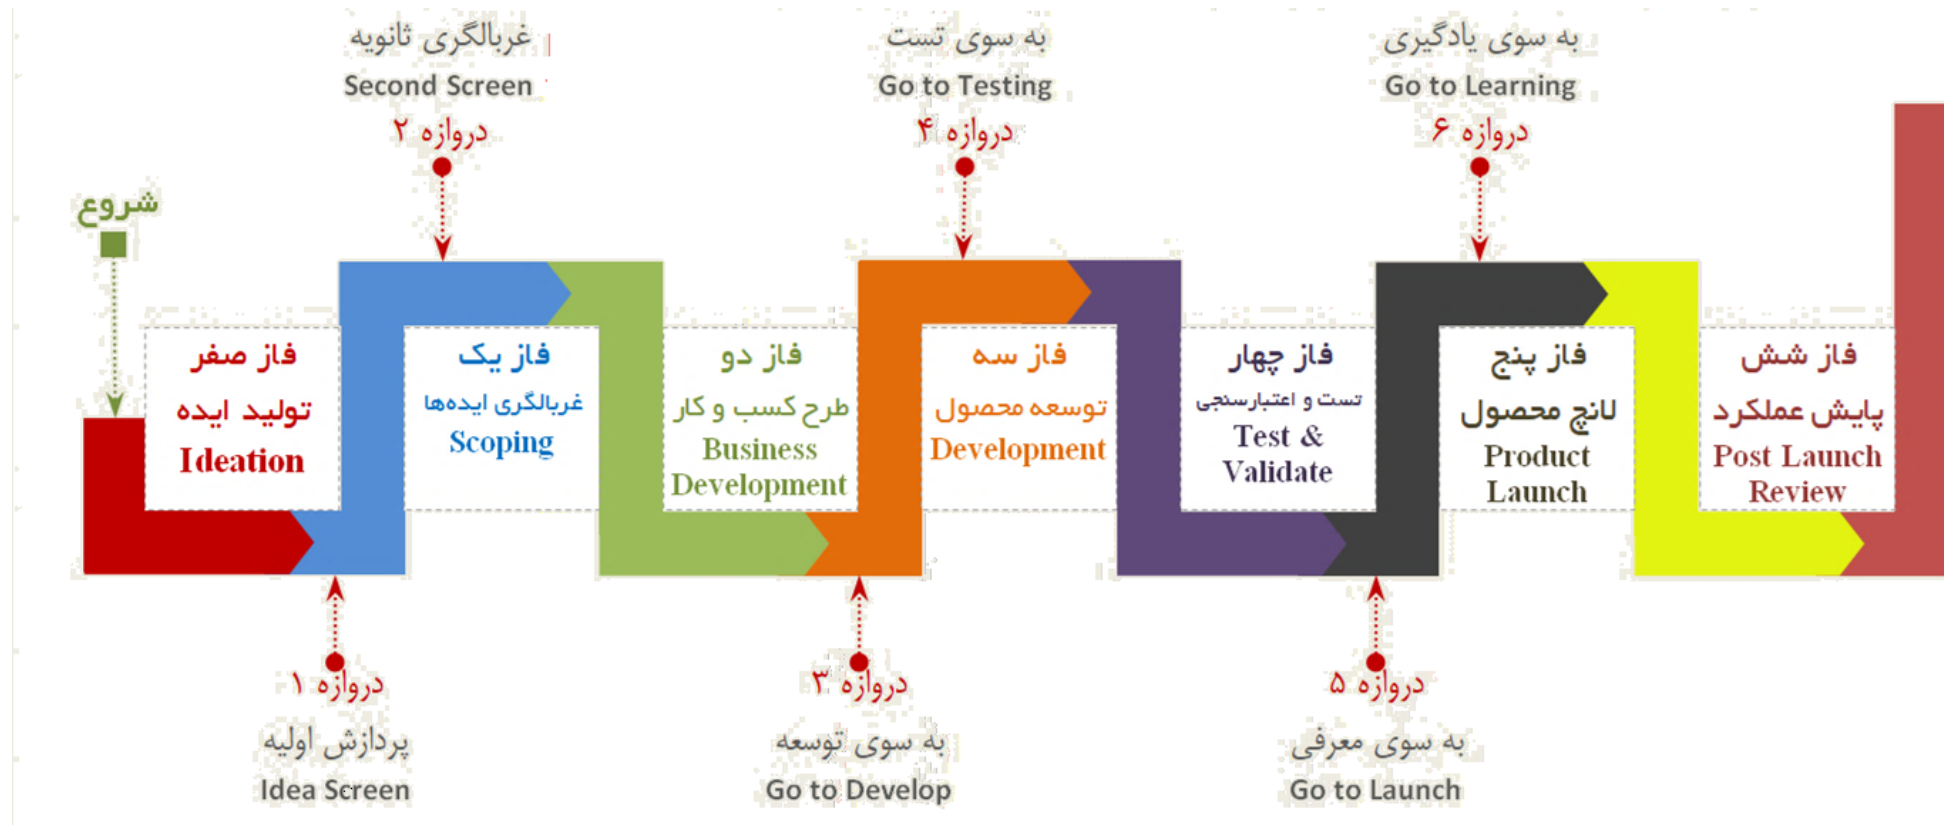 غربالگری ثانویه
Second Screen
دروازه ۲
به سوی تست
Go to Testing
دروازه ۴
به سوی یادگیری
Go to Learning
دروازه ۶
شروع
فاز صفر
تولید ایده
Ideation
فاز یک
غربالگری ایده‌ها
Scoping
فاز دو
طرح کسب و کار
Business
Development
فاز سه
توسعه محصول
Development
فاز چهار
تست و اعتبارسنجی
Test &
Validate
فاز پنج
لانچ محصول
Product
Launch
فاز شش
پایش عملکرد
Post Launch
Review
دروازه ۱
پردازش اولیه
Idea Screen
دروازه ۳
به سوی توسعه
Go to Develop
دروازه ۵
به سوی معرفی
Go to Launch